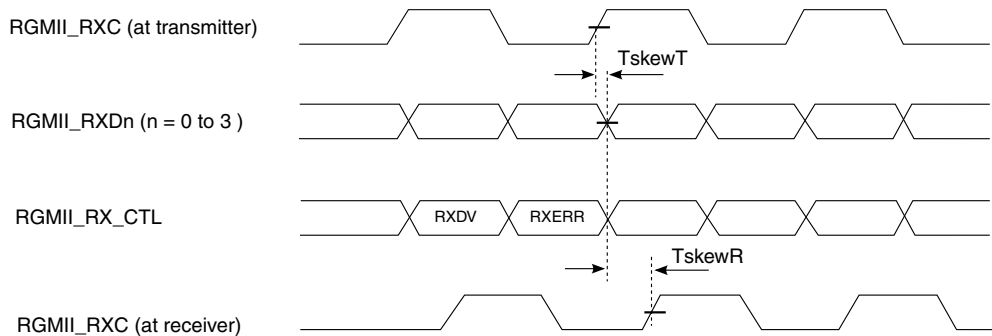 RGMII_RXC (at transmitter)
TskewT
RGMII_RXDn (n = 0 to 3 )
RGMII_RX_CTL
RXDV
RXERR
TskewR
RGMII_RXC (at receiver)